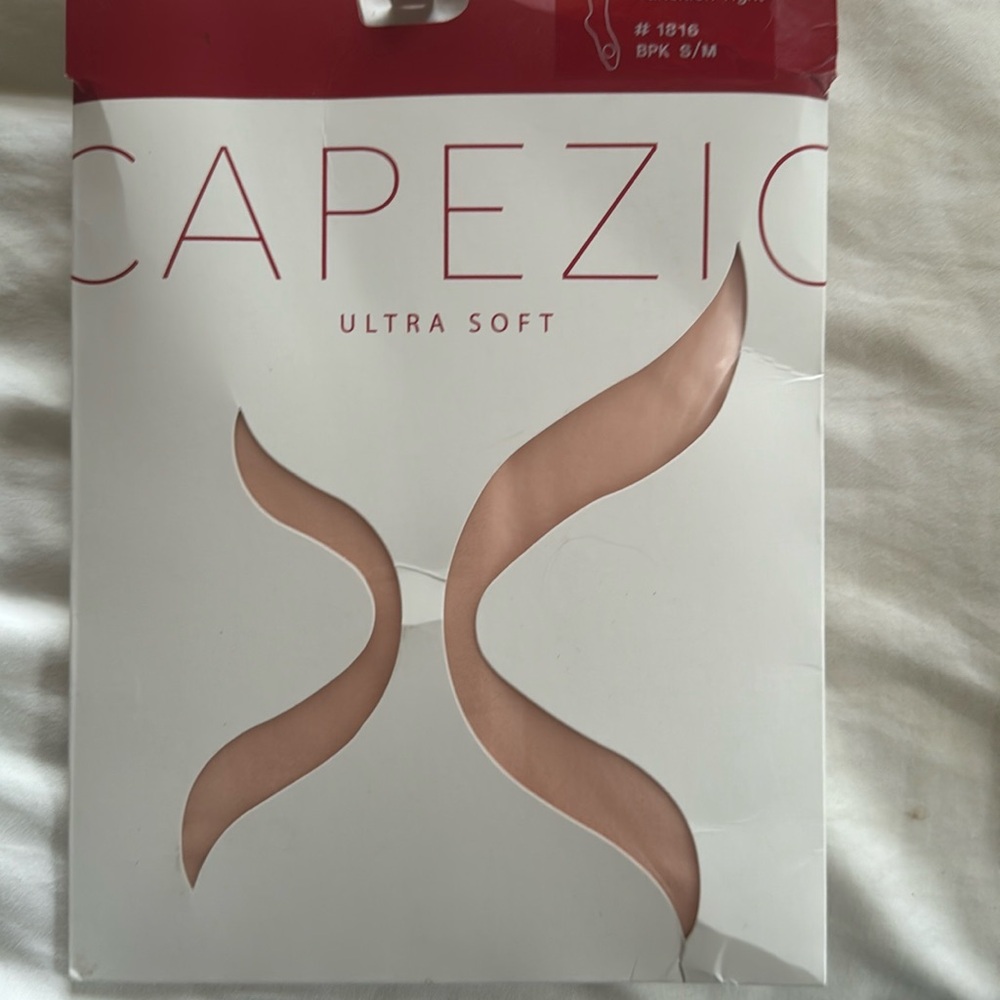 # 1816
BPK S/M
CAPEZIO
ULTRA SOFT